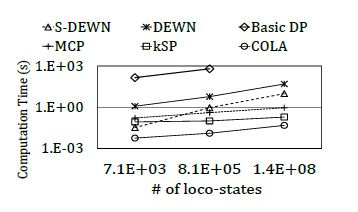 S-DEWN DEWN Basic DP
MCP kSP COLA
Computation Time (s)
1.E+03
1.E+00
1.E-03
7.1E+03 8.1E+05 1.4E+08
# of loco-states